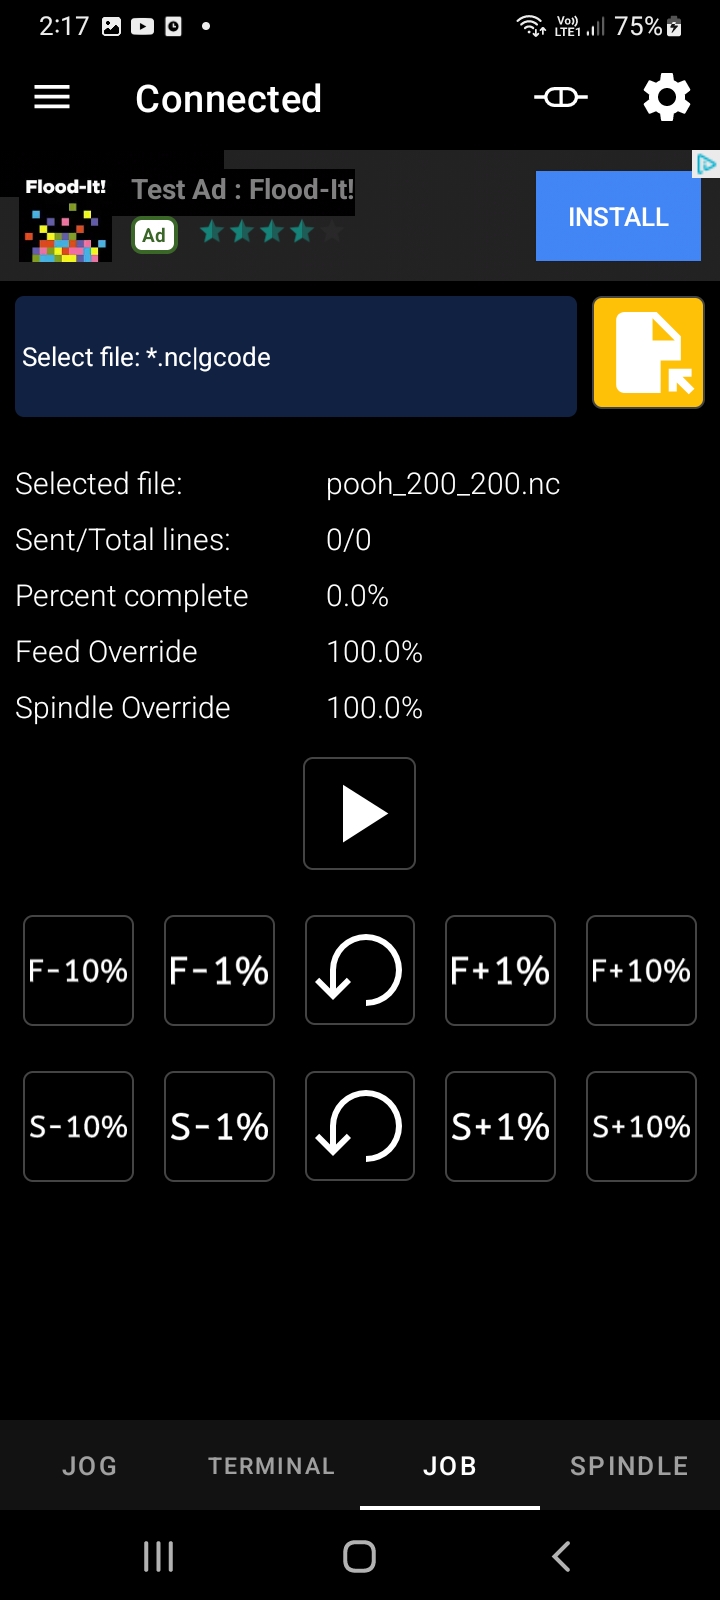 2:17 Vo)) LTE1 75%
Connected
Flood-It!
Test Ad : Flood-It!
Ad
INSTALL
Select file: *.nc|gcode
Selected file: pooh_200_200.nc
Sent/Total lines: 0/0
Percent complete 0.0%
Feed Override 100.0%
Spindle Override 100.0%
F-10% F-1% F+1% F+10%
S-10% S-1% S+1% S+10%
JOG TERMINAL JOB SPINDLE